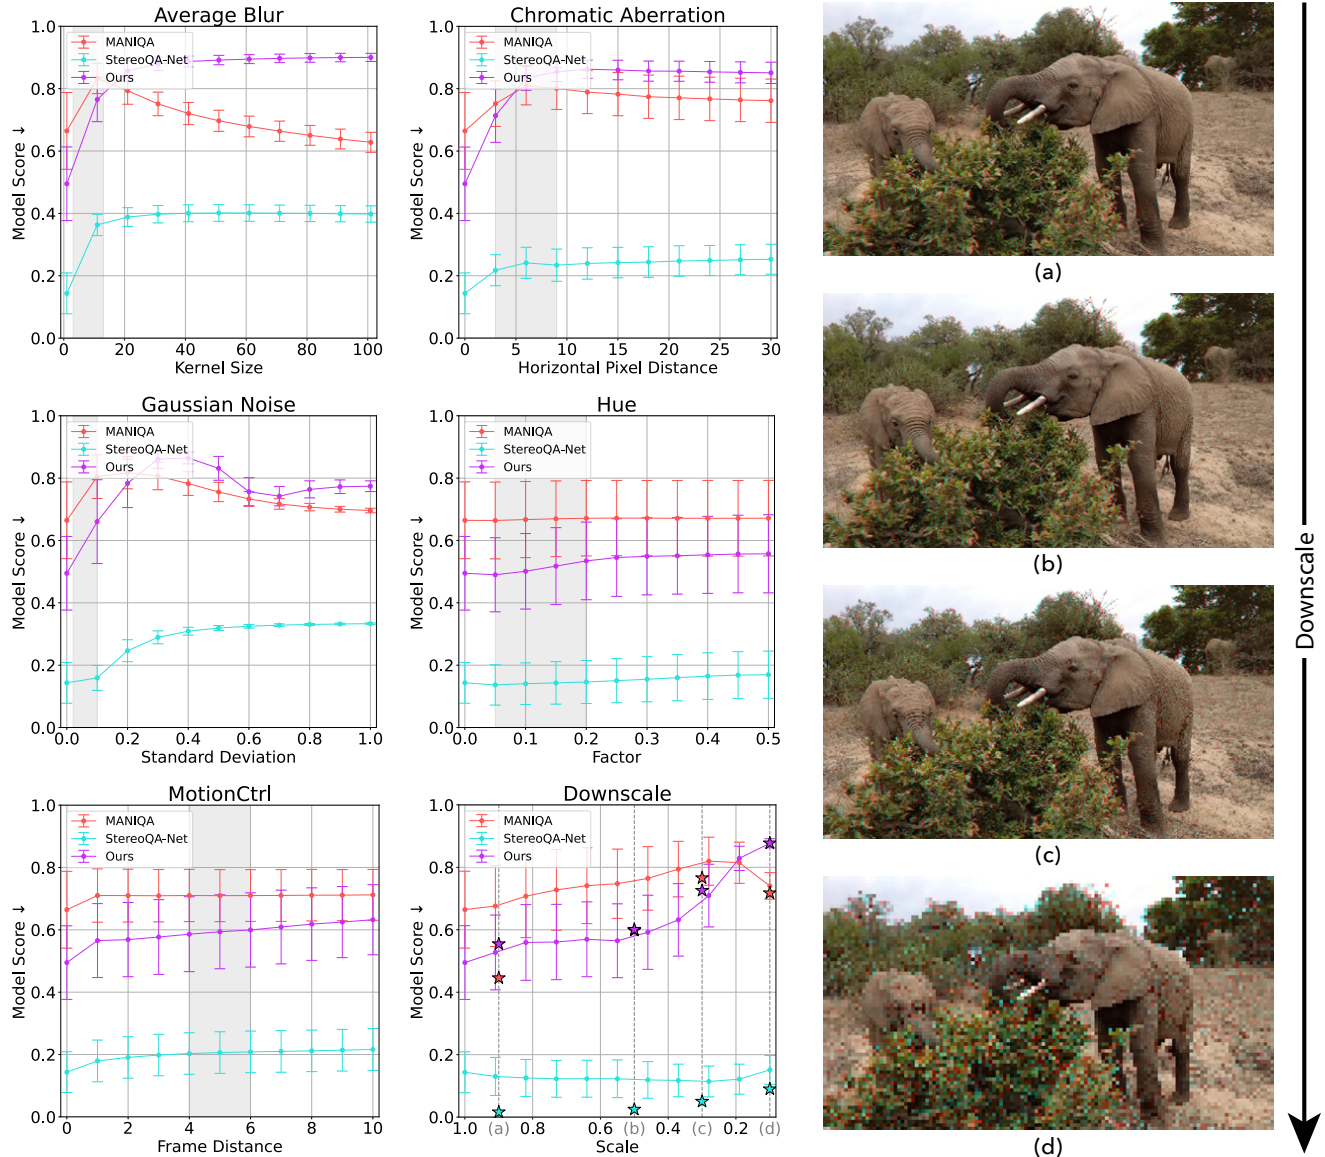 Average Blur
1.0
0.8
0.6
0.4
0.2
0.0
Model Score ↓
MANIQA
StereoQA-Net
Ours
0 20 40 60 80 100
Kernel Size
Chromatic Aberration
1.0
0.8
0.6
0.4
0.2
0.0
Model Score ↓
MANIQA
StereoQA-Net
Ours
0 5 10 15 20 25 30
Horizontal Pixel Distance
Gaussian Noise
1.0
0.8
0.6
0.4
0.2
0.0
Model Score ↓
MANIQA
StereoQA-Net
Ours
0.0 0.2 0.4 0.6 0.8 1.0
Standard Deviation
Hue
1.0
0.8
0.6
0.4
0.2
0.0
Model Score ↓
MANIQA
StereoQA-Net
Ours
0.0 0.1 0.2 0.3 0.4 0.5
Factor
MotionCtrl
1.0
0.8
0.6
0.4
0.2
0.0
Model Score ↓
MANIQA
StereoQA-Net
Ours
0 2 4 6 8 10
Frame Distance
Downscale
1.0
0.8
0.6
0.4
0.2
0.0
Model Score ↓
MANIQA
StereoQA-Net
Ours
1.0 (a) 0.8 0.6 (b) 0.4 (c) 0.2 (d)
Scale
(a)
(b)
(c)
(d)
Downscale